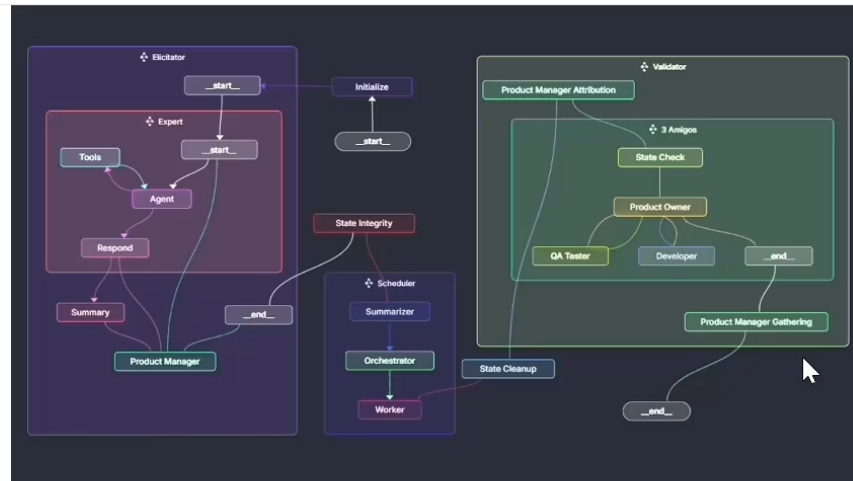 Elicitator
__start__
Expert
__start__
Tools
Agent
Respond
Summary
__end__
Product Manager
Initialize
__start__
State Integrity
Scheduler
Summarizer
Orchestrator
Worker
State Cleanup
Validator
Product Manager Attribution
3 Amigos
State Check
Product Owner
QA Tester
Developer
__end__
Product Manager Gathering
__end__